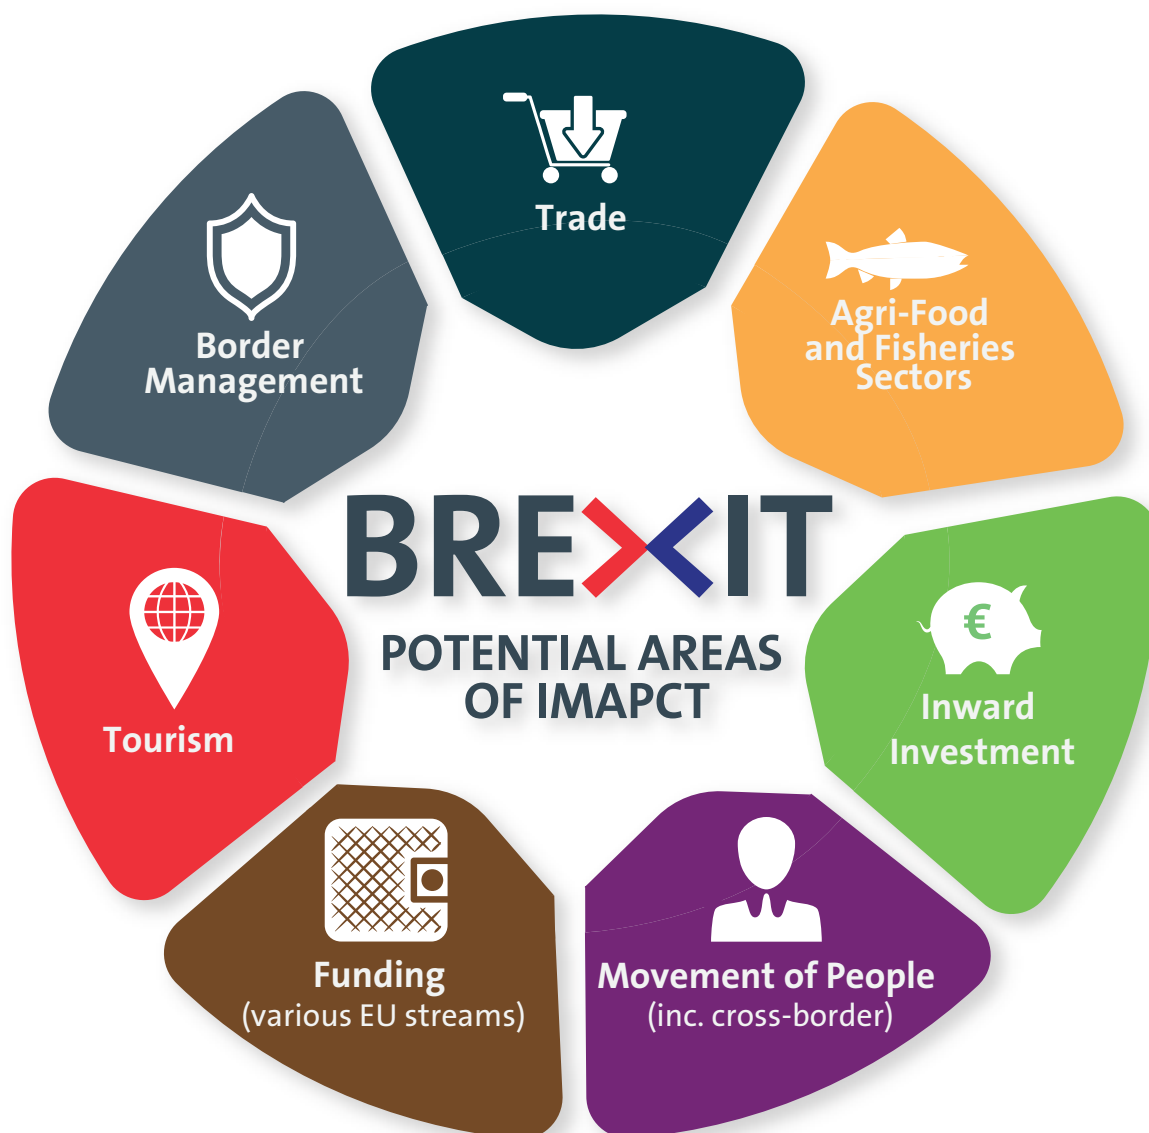 Trade
Agri-Food
and Fisheries
Sectors
€
Inward
Investment
Movement of People
(inc. cross-border)
Funding
(various EU streams)
Tourism
Border
Management
BREXIT
POTENTIAL AREAS
OF IMAPCT